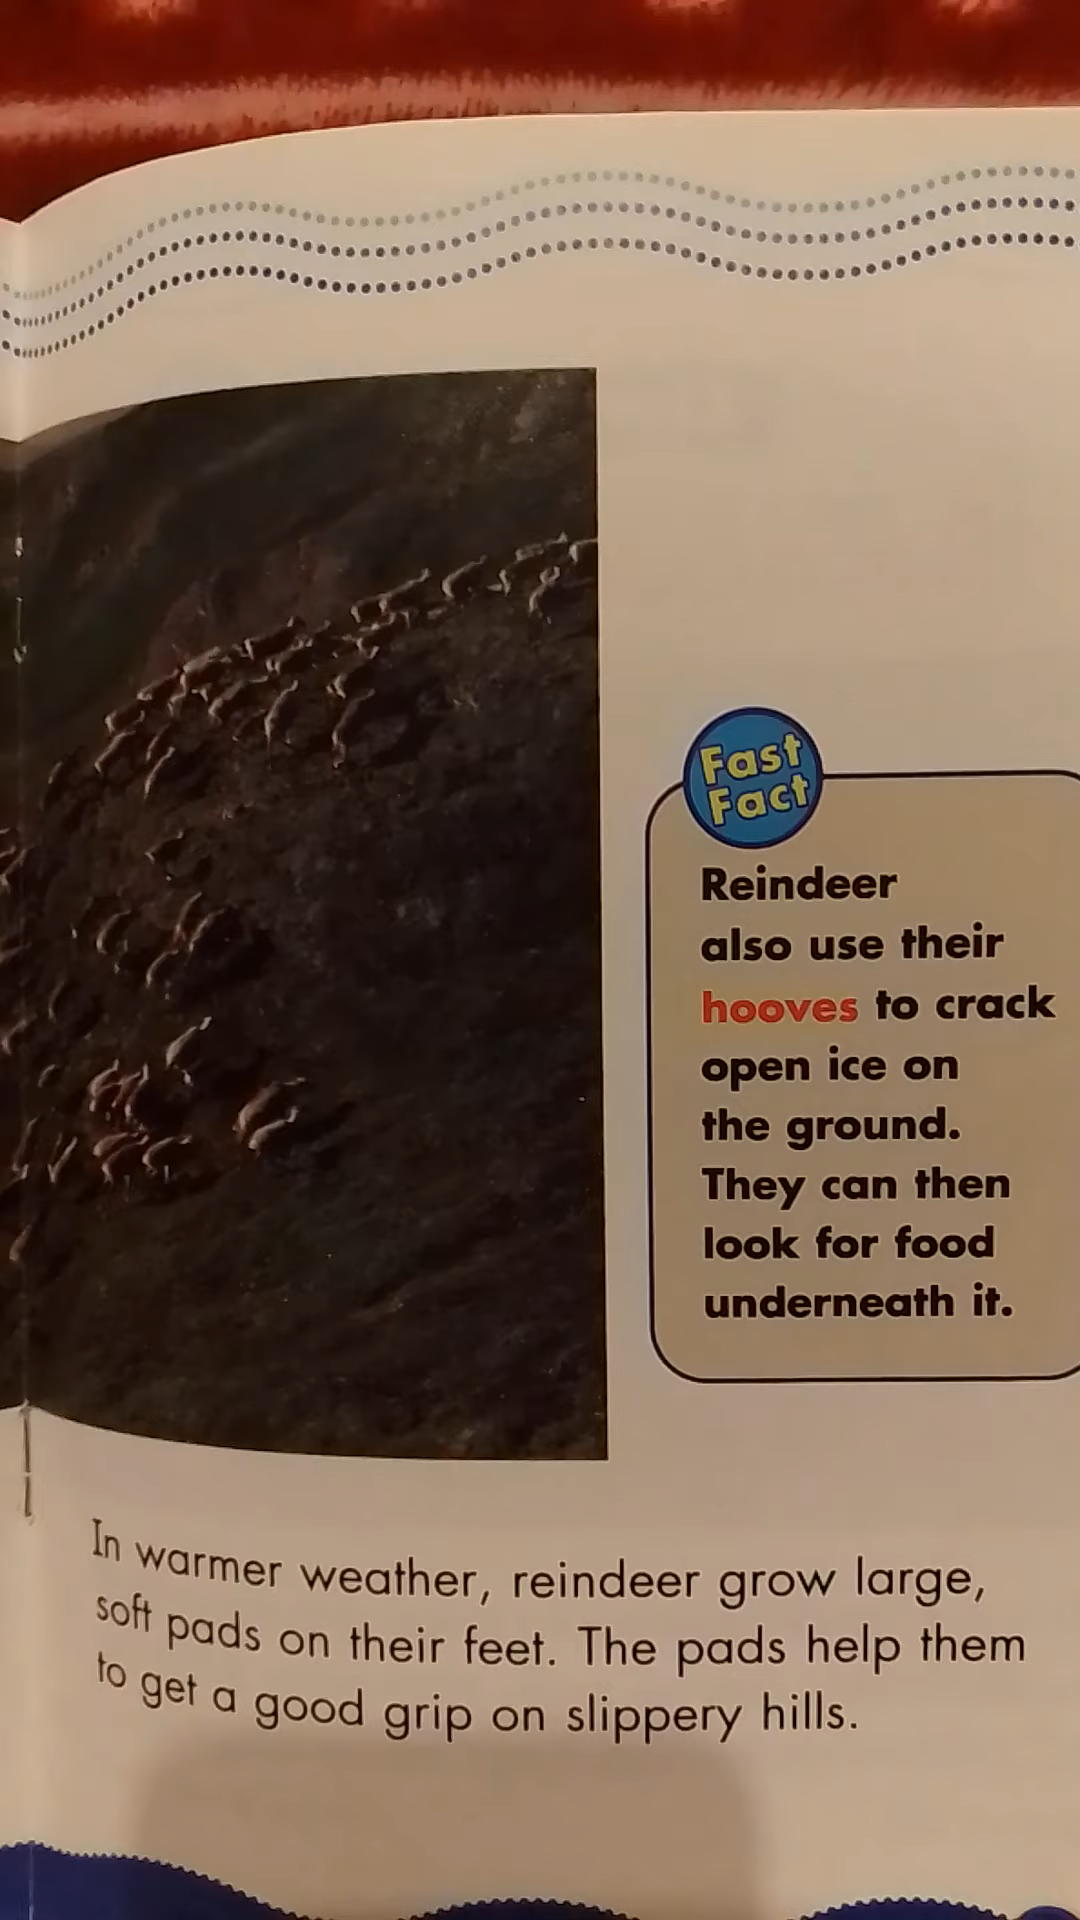 Fast
Fact
Reindeer
also use their
hooves to crack
open ice on
the ground.
They can then
look for food
underneath it.
In warmer weather, reindeer grow large,
soft pads on their feet. The pads help them
to get a good grip on slippery hills.